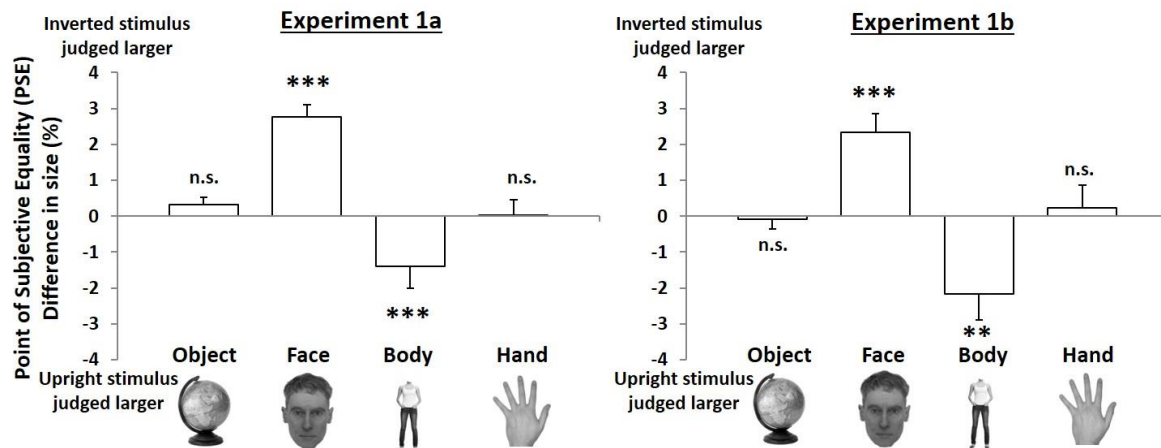 Experiment 1a
Inverted stimulus
judged larger
Point of Subjective Equality (PSE)
Difference in size (%)
4
3
2
1
0
-1
-2
-3
-4
n.s.
***
***
n.s.
Object Face Body Hand
Upright stimulus
judged larger
Experiment 1b
Inverted stimulus
judged larger
4
3
2
1
0
-1
-2
-3
-4
n.s.
***
**
n.s.
Object Face Body Hand
Upright stimulus
judged larger